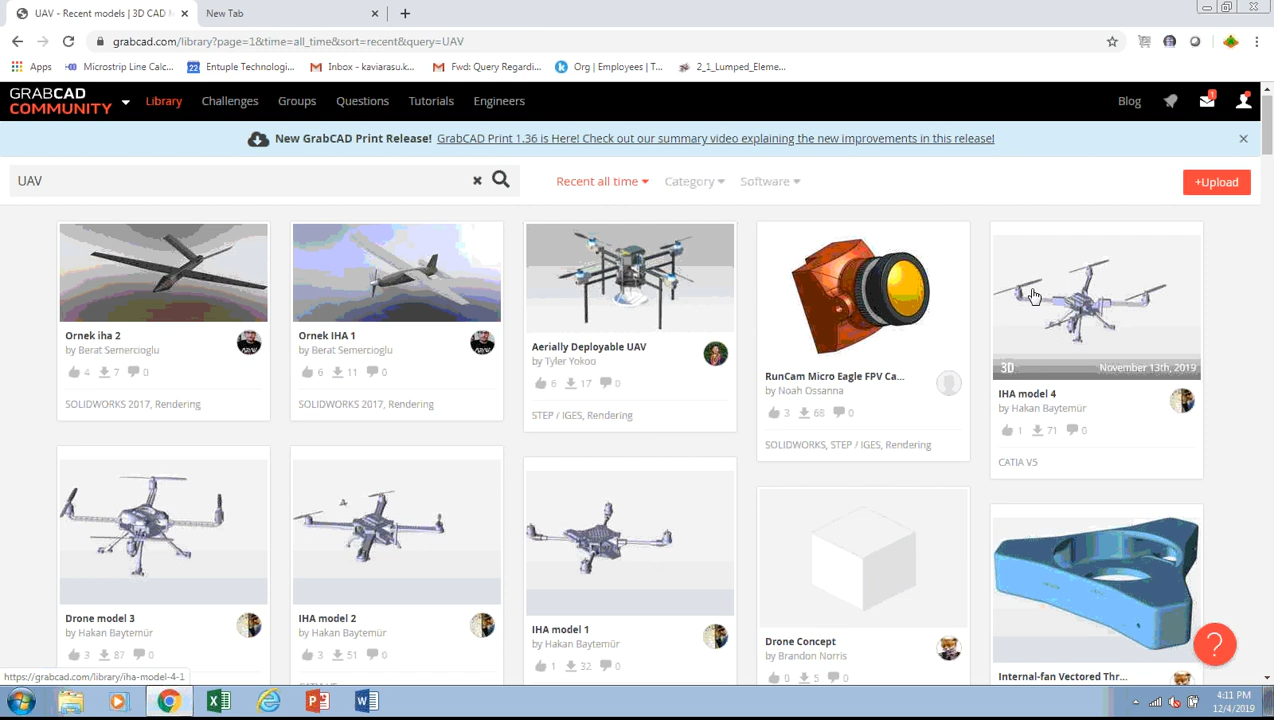 UAV - Recent models | 3D CAD M
New Tab
grabcad.com/library?page=1&time=all_time&sort=recent&query=UAV
Apps
Microstrip Line Calc...
22
Entuple Technologi...
Inbox - kaviarasu.k...
Fwd: Query Regardi...
Org | Employees | T...
2_1_Lumped_Eleme...
GRABCAD
COMMUNITY
Library
Challenges
Groups
Questions
Tutorials
Engineers
Blog
1
New GrabCAD Print Release! GrabCAD Print 1.36 is Here! Check out our summary video explaining the new improvements in this release!
UAV
Recent all time
Category
Software
+Upload
Ornek iha 2
by Berat Semercioglu
4 7 0
SOLIDWORKS 2017, Rendering
Ornek IHA 1
by Berat Semercioglu
6 11 0
SOLIDWORKS 2017, Rendering
Aerially Deployable UAV
by Tyler Yokoo
6 17 0
STEP / IGES, Rendering
RunCam Micro Eagle FPV Ca...
by Noah Ossanna
3 68 0
SOLIDWORKS, STEP / IGES, Rendering
3D
November 13th, 2019
IHA model 4
by Hakan Baytemür
1 71 0
CATIA V5
Drone model 3
by Hakan Baytemür
3 87 0
IHA model 2
by Hakan Baytemür
3 51 0
IHA model 1
by Hakan Baytemür
1 32 0
Drone Concept
by Brandon Norris
0 5 0
Internal-fan Vectored Thr...
?
https://grabcad.com/library/iha-model-4-1
4:11 PM
12/4/2019